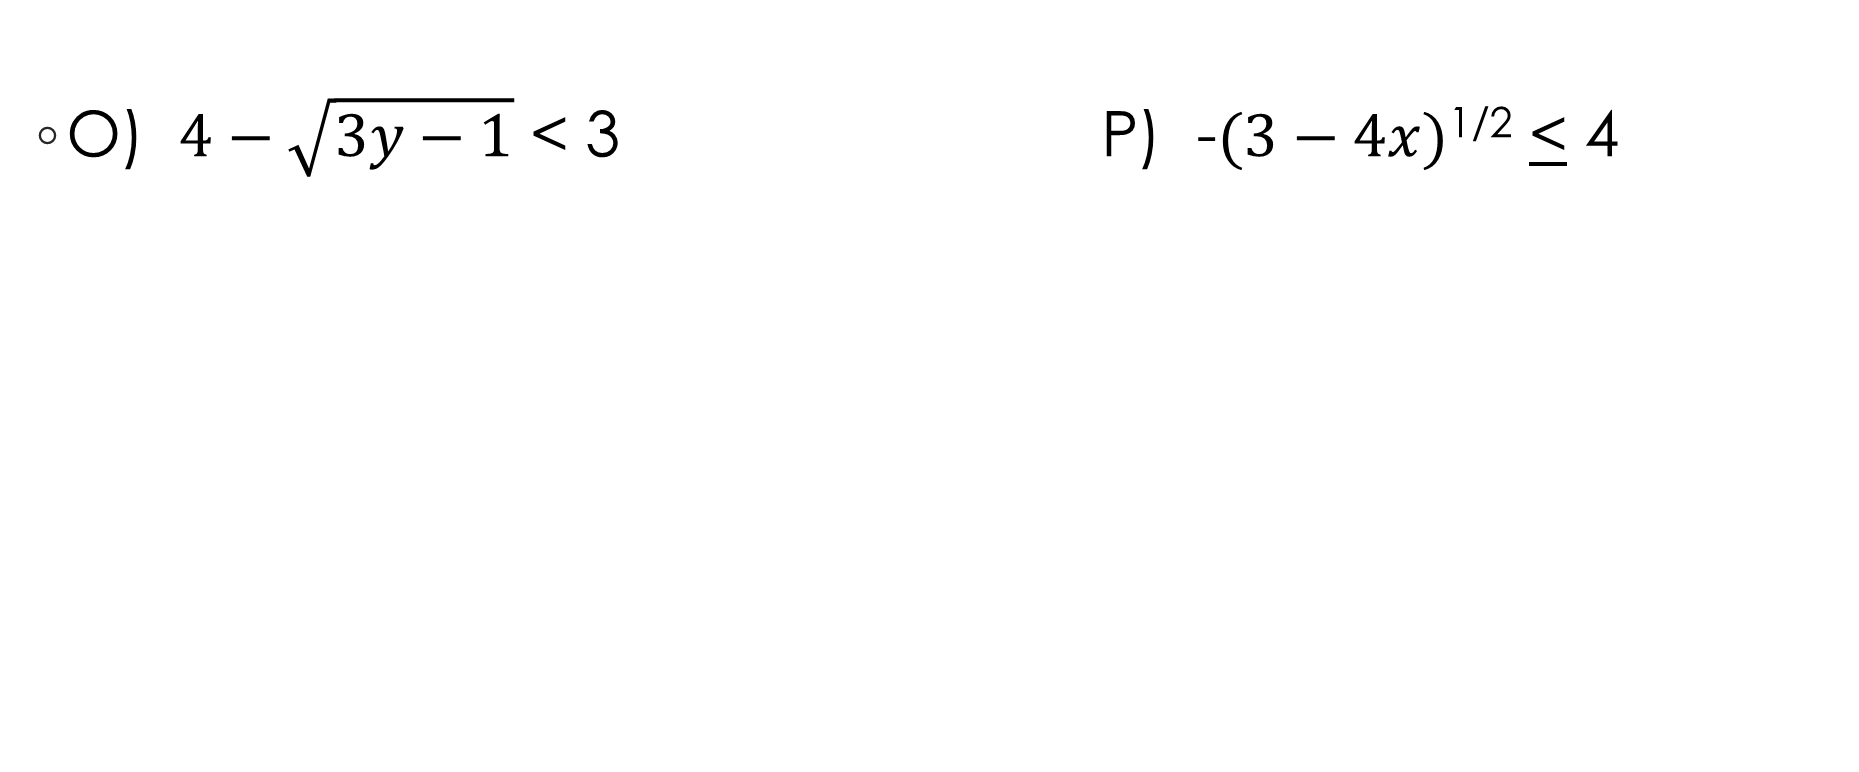 ◦O) 4 − √(3y − 1) < 3
P) -(3 − 4x)^1/2 ≤ 4